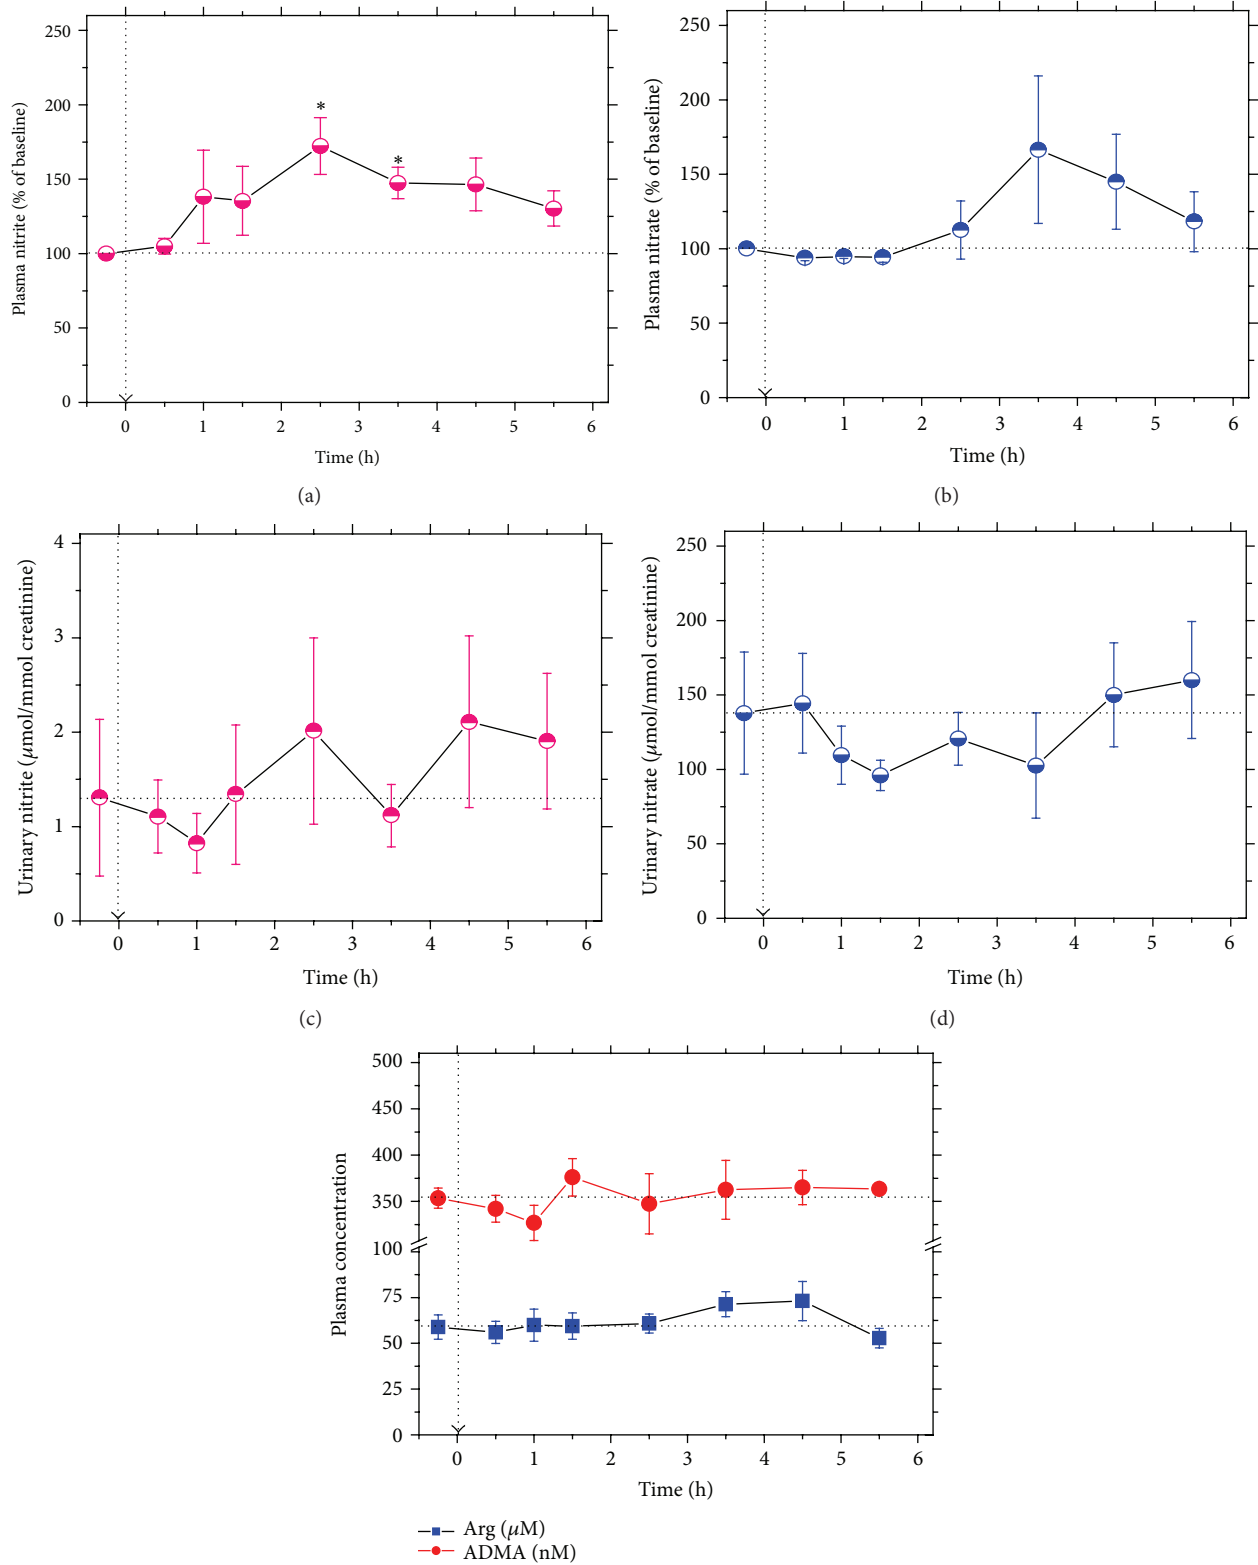 Plasma nitrite (% of baseline)
250
200
150
100
50
0
*
*
0 1 2 3 4 5 6
Time (h)
(a)
Plasma nitrate (% of baseline)
250
200
150
100
50
0
0 1 2 3 4 5 6
Time (h)
(b)
Urinary nitrite (μmol/mmol creatinine)
4
3
2
1
0
0 1 2 3 4 5 6
Time (h)
(c)
Urinary nitrate (μmol/mmol creatinine)
250
200
150
100
50
0
0 1 2 3 4 5 6
Time (h)
(d)
Plasma concentration
500
450
400
350
100
75
50
25
0
0 1 2 3 4 5 6
Time (h)
Arg (μM)
ADMA (nM)